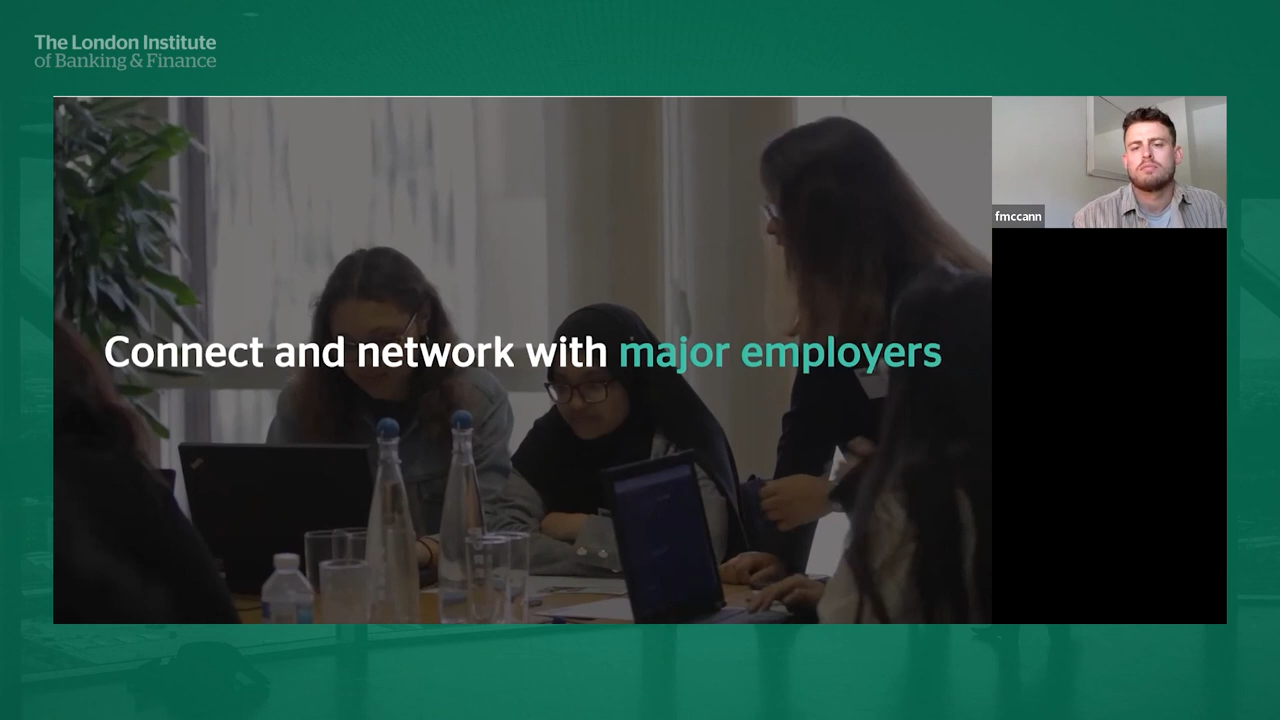 The London Institute
of Banking & Finance
Connect and network with major employers
fmccann